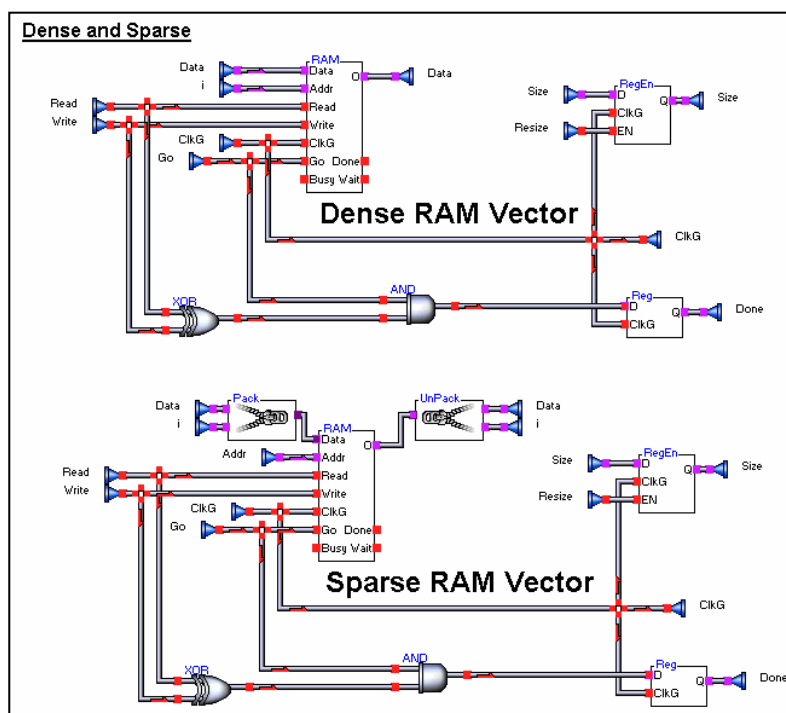 Dense and Sparse
RAM
Data
Data
O
Data
i
Addr
Read
Read
Write
Write
ClkG
ClkG
Go
Go Done
Busy Wait
RegEn
Size
D
Q
Size
ClkG
Resize
EN
Dense RAM Vector
ClkG
XOR
AND
Reg
D
Q
Done
ClkG
Pack
UnPack
Data
Data
i
i
RAM
Data
O
Addr
Addr
Read
Read
Write
Write
ClkG
ClkG
Go
Go Done
Busy Wait
RegEn
Size
D
Q
Size
ClkG
Resize
EN
Sparse RAM Vector
ClkG
XOR
AND
Reg
D
Q
Done
ClkG